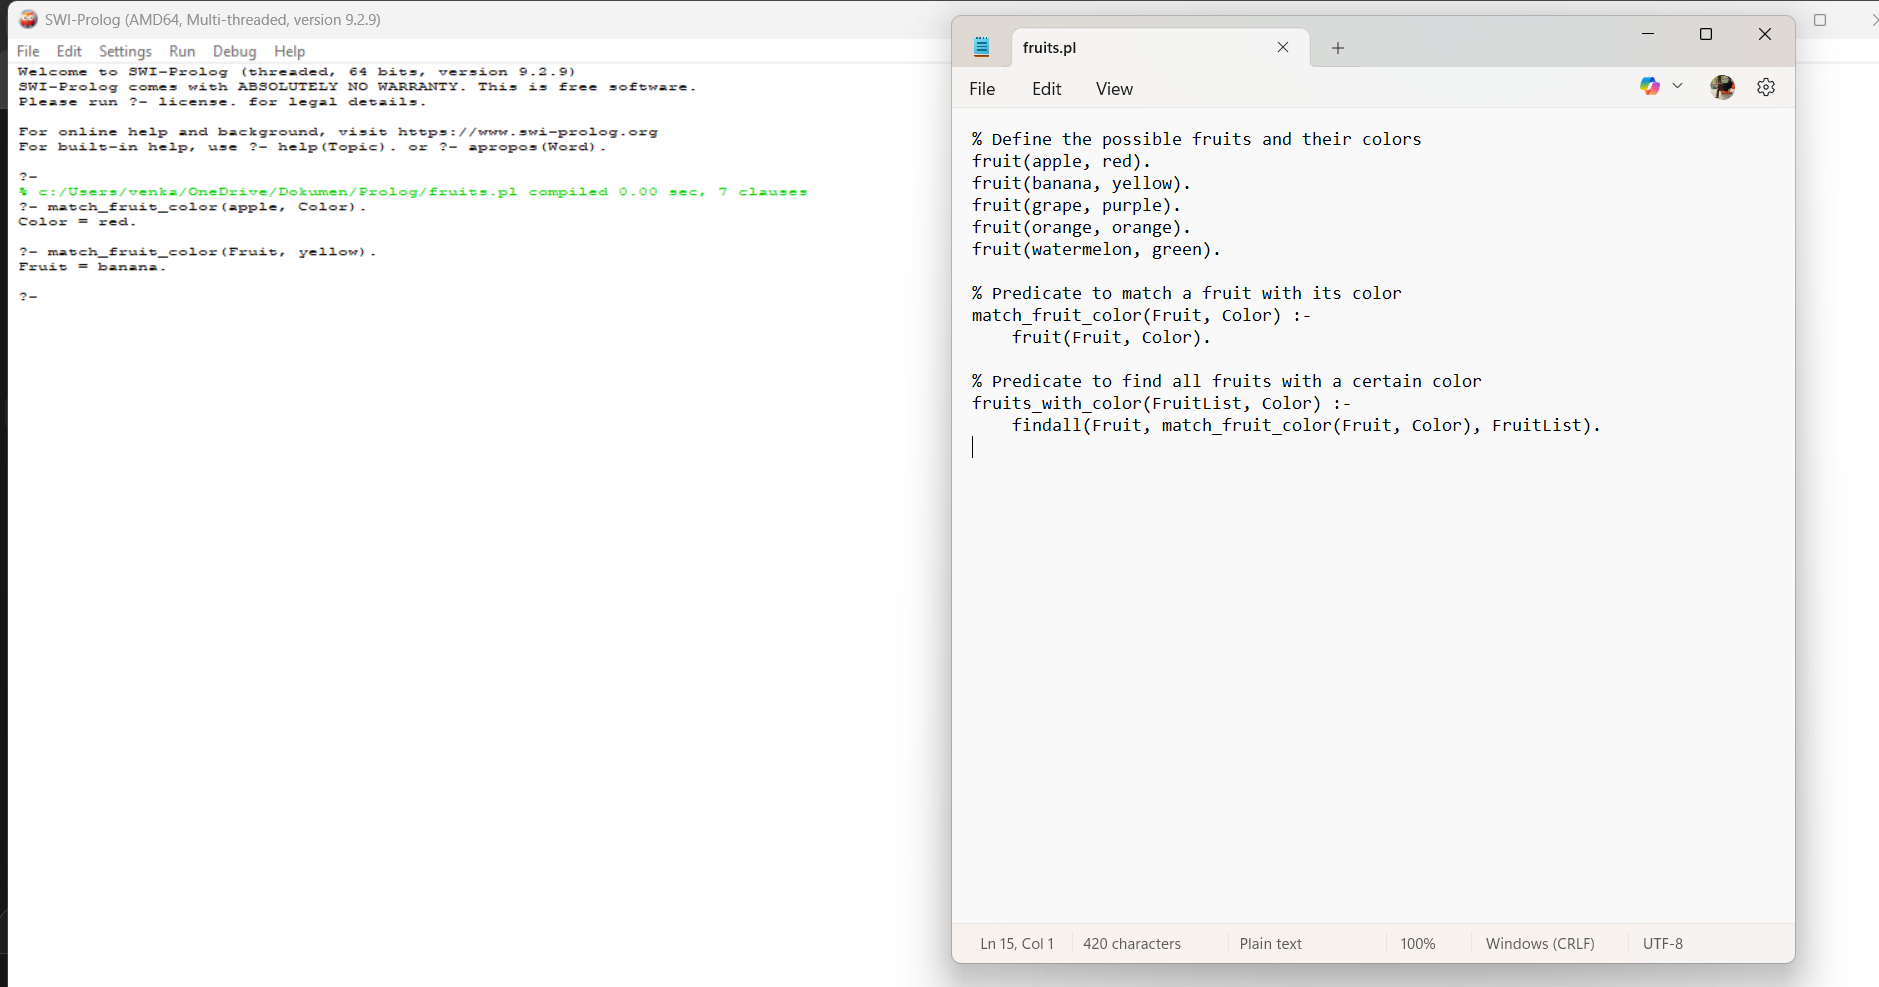 SWI-Prolog (AMD64, Multi-threaded, version 9.2.9)
File Edit Settings Run Debug Help
Welcome to SWI-Prolog (threaded, 64 bits, version 9.2.9)
SWI-Prolog comes with ABSOLUTELY NO WARRANTY. This is free software.
Please run ?- license. for legal details.

For online help and background, visit https://www.swi-prolog.org
For built-in help, use ?- help(Topic). or ?- apropos(Word).

?-
% c:/Users/venka/OneDrive/Dokumen/Prolog/fruits.pl compiled 0.00 sec, 7 clauses
?- match_fruit_color(apple, Color).
Color = red.

?- match_fruit_color(Fruit, yellow).
Fruit = banana.

?-
fruits.pl
File Edit View
% Define the possible fruits and their colors
fruit(apple, red).
fruit(banana, yellow).
fruit(grape, purple).
fruit(orange, orange).
fruit(watermelon, green).

% Predicate to match a fruit with its color
match_fruit_color(Fruit, Color) :-
    fruit(Fruit, Color).

% Predicate to find all fruits with a certain color
fruits_with_color(FruitList, Color) :-
    findall(Fruit, match_fruit_color(Fruit, Color), FruitList).
Ln 15, Col 1 420 characters Plain text 100% Windows (CRLF) UTF-8